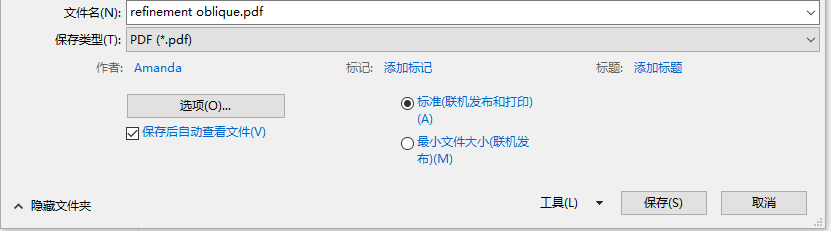 文件名(N): refinement oblique.pdf
保存类型(T): PDF (*.pdf)
作者: Amanda 标记: 添加标记 标题: 添加标题
选项(O)...
保存后自动查看文件(V)
标准(联机发布和打印)
(A)
最小文件大小(联机发
布)(M)
隐藏文件夹
工具(L) 保存(S) 取消